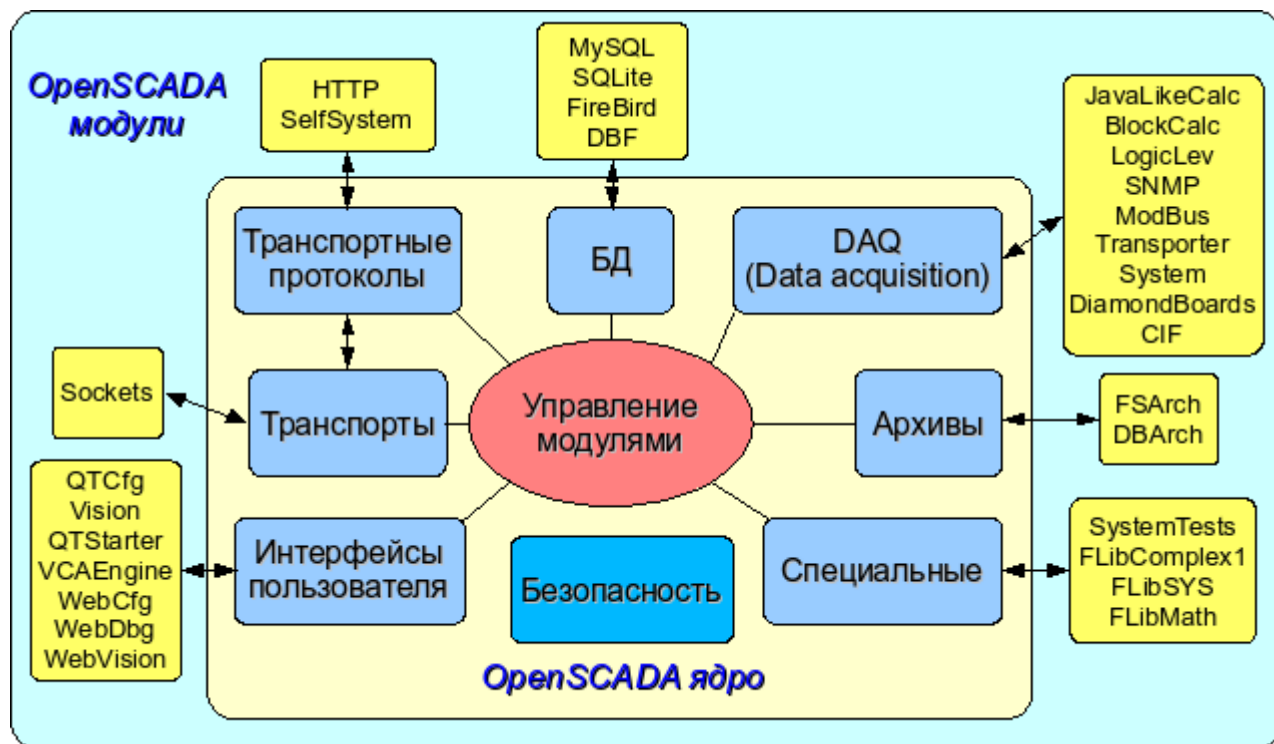 OpenSCADA
модули
HTTP
SelfSystem
MySQL
SQLite
FireBird
DBF
JavaLikeCalc
BlockCalc
LogicLev
SNMP
ModBus
Transporter
System
DiamondBoards
CIF
Транспортные
протоколы
БД
DAQ
(Data acquisition)
Sockets
Транспорты
Управление
модулями
Архивы
FSArch
DBArch
QTCfg
Vision
QTStarter
VCAEngine
WebCfg
WebDbg
WebVision
Интерфейсы
пользователя
Безопасность
Специальные
SystemTests
FLibComplex1
FLibSYS
FLibMath
OpenSCADA ядро